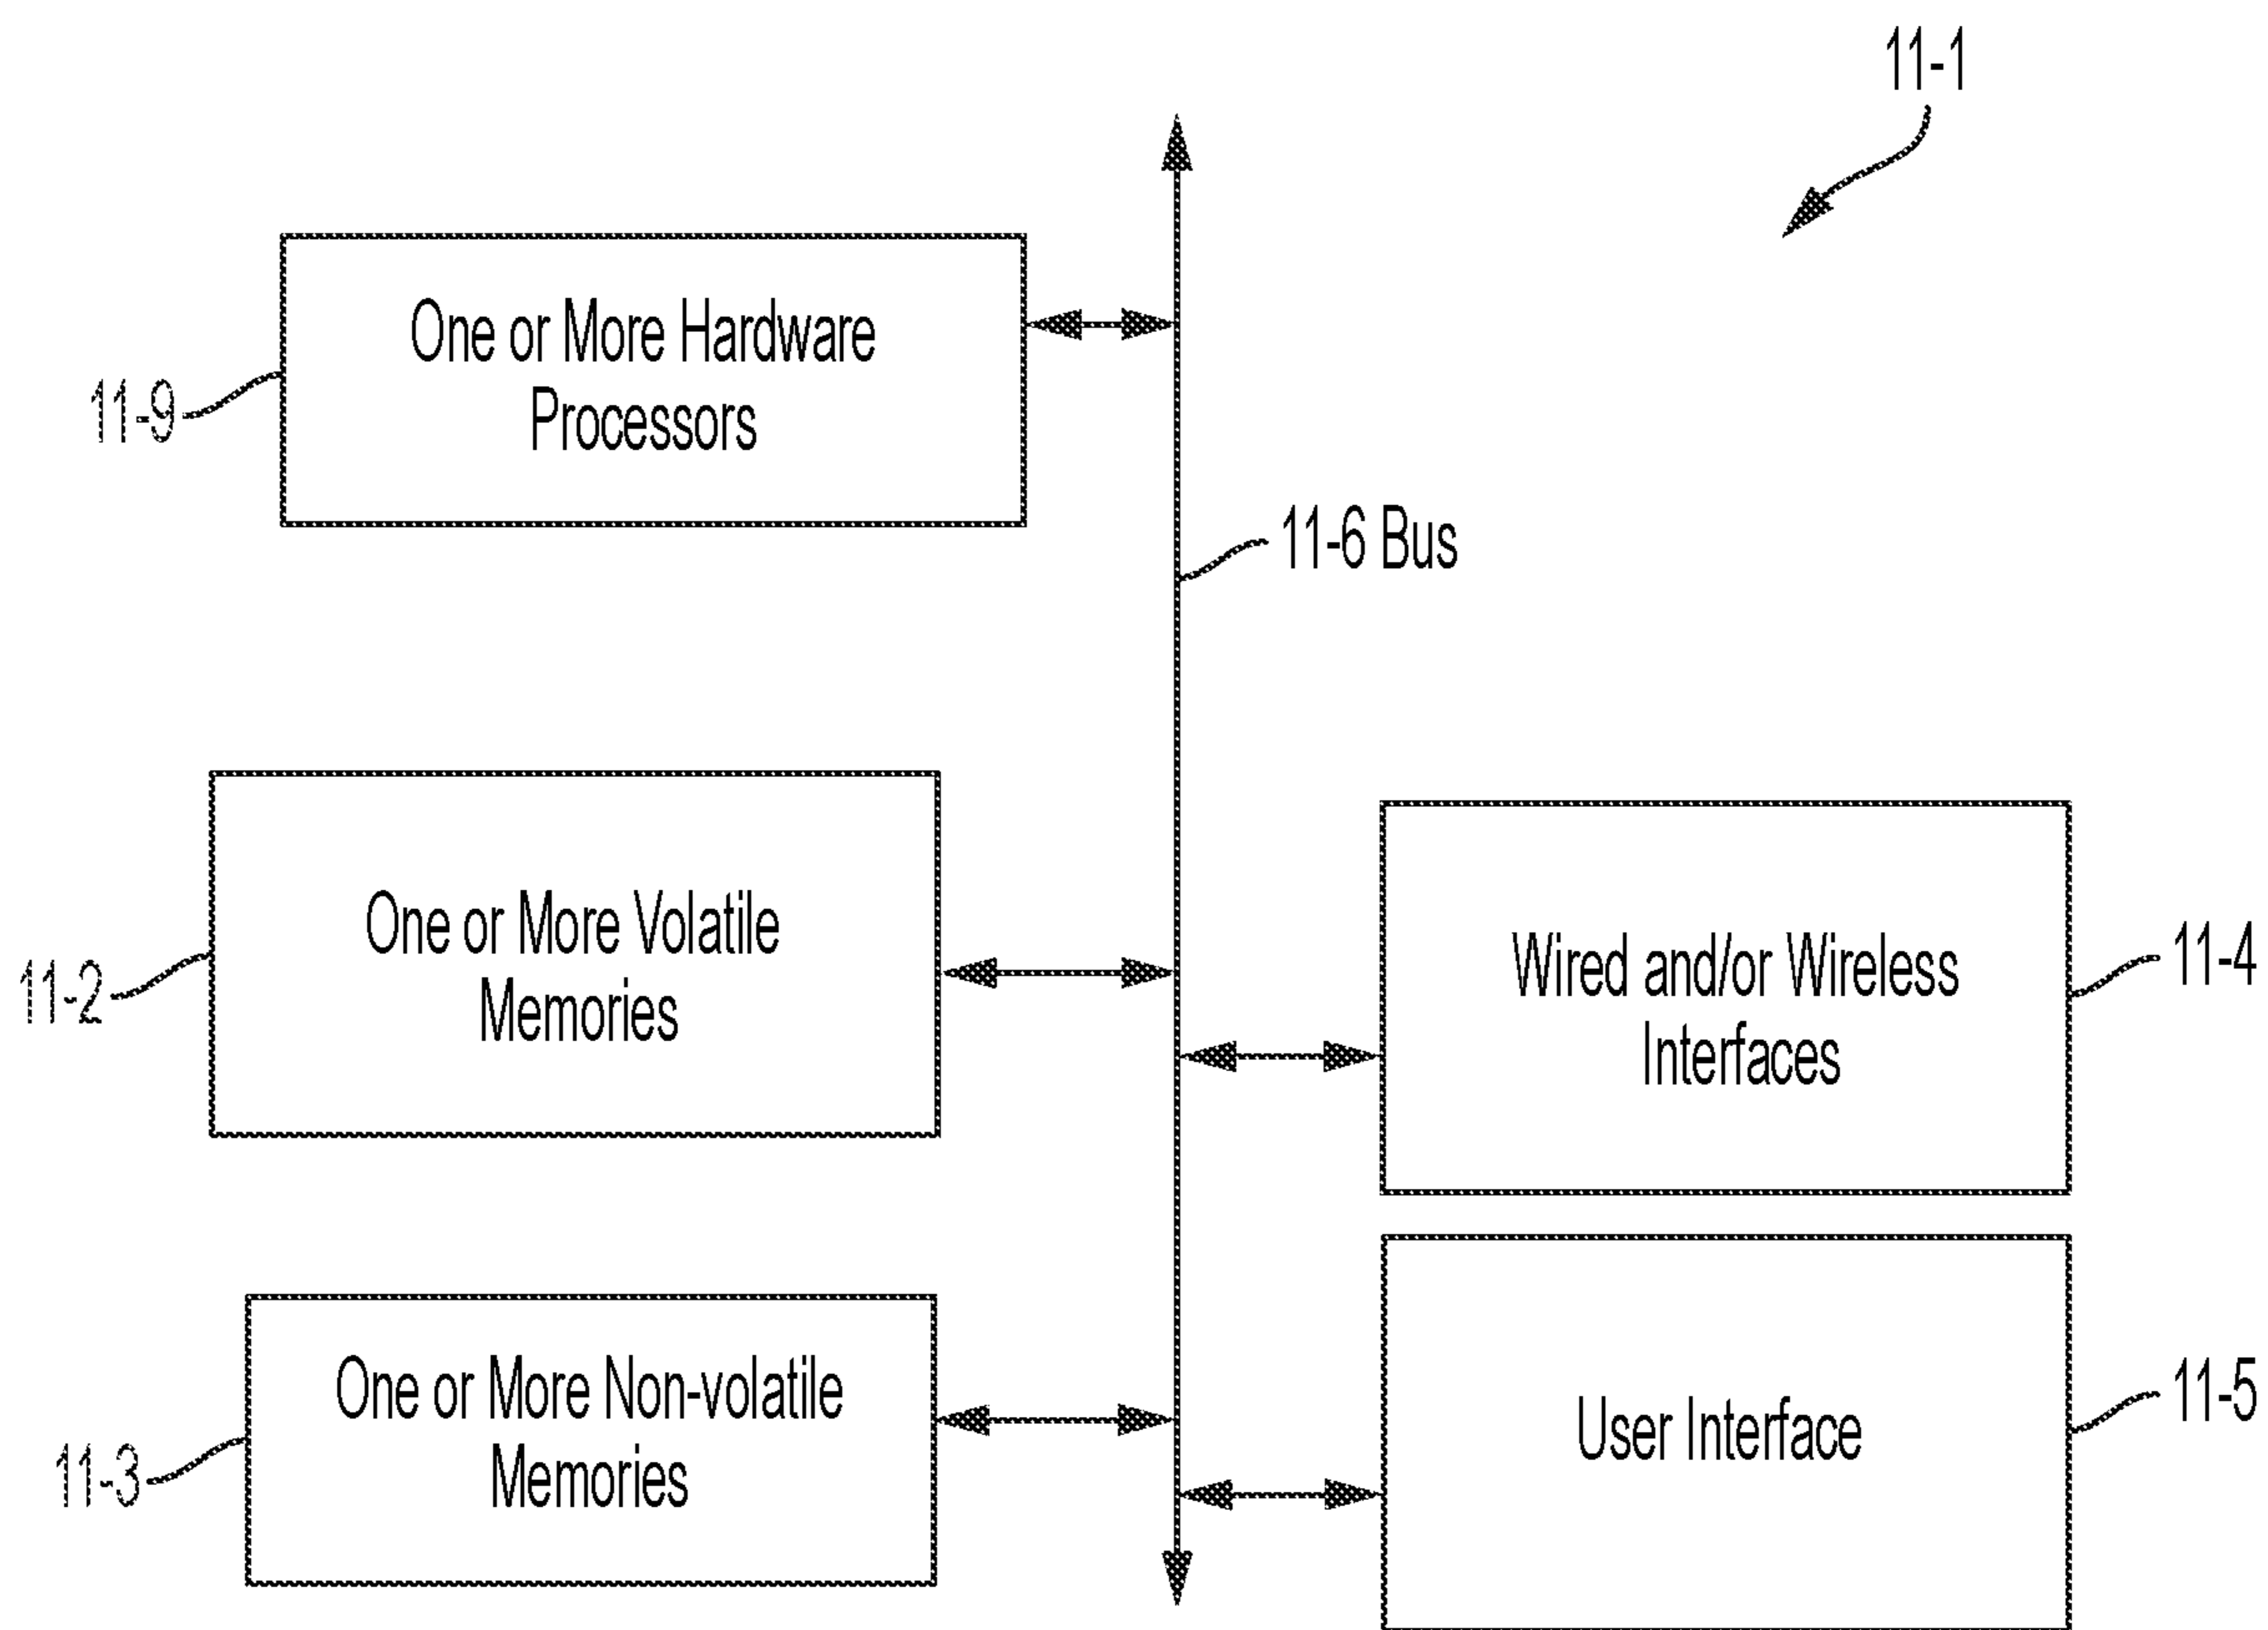 11-1
One or More Hardware
Processors
11-9
11-6 Bus
One or More Volatile
Memories
11-2
Wired and/or Wireless
Interfaces
11-4
One or More Non-volatile
Memories
11-3
User Interface
11-5